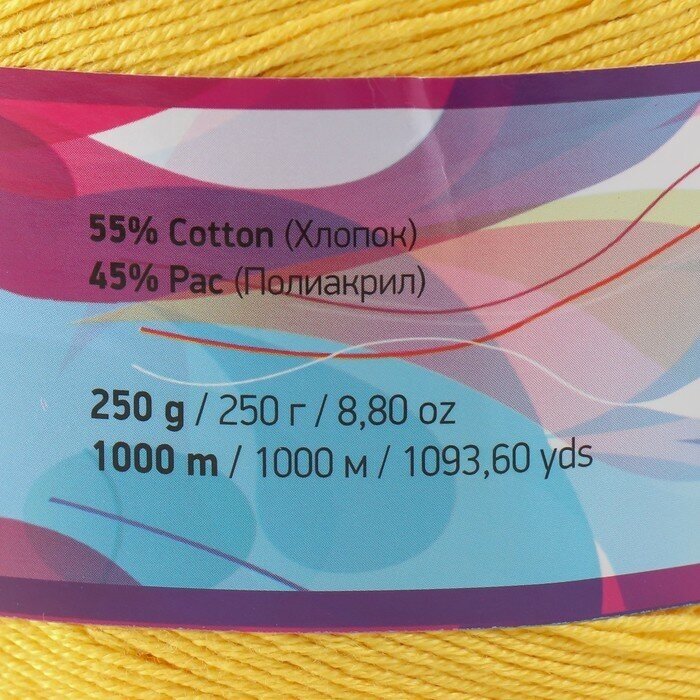 55% Cotton (Хлопок)
45% Pac (Полиакрил)
250 g / 250 г / 8,80 oz
1000 m / 1000 м / 1093,60 yds